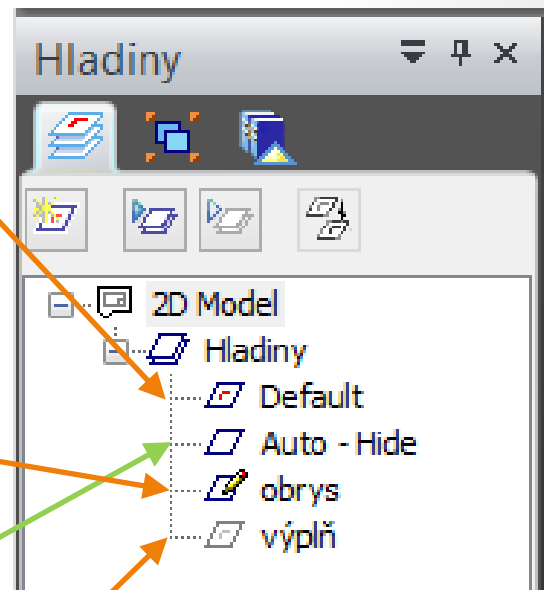 Hladiny
2D Model
Hladiny
Default
Auto - Hide
obrys
výplň